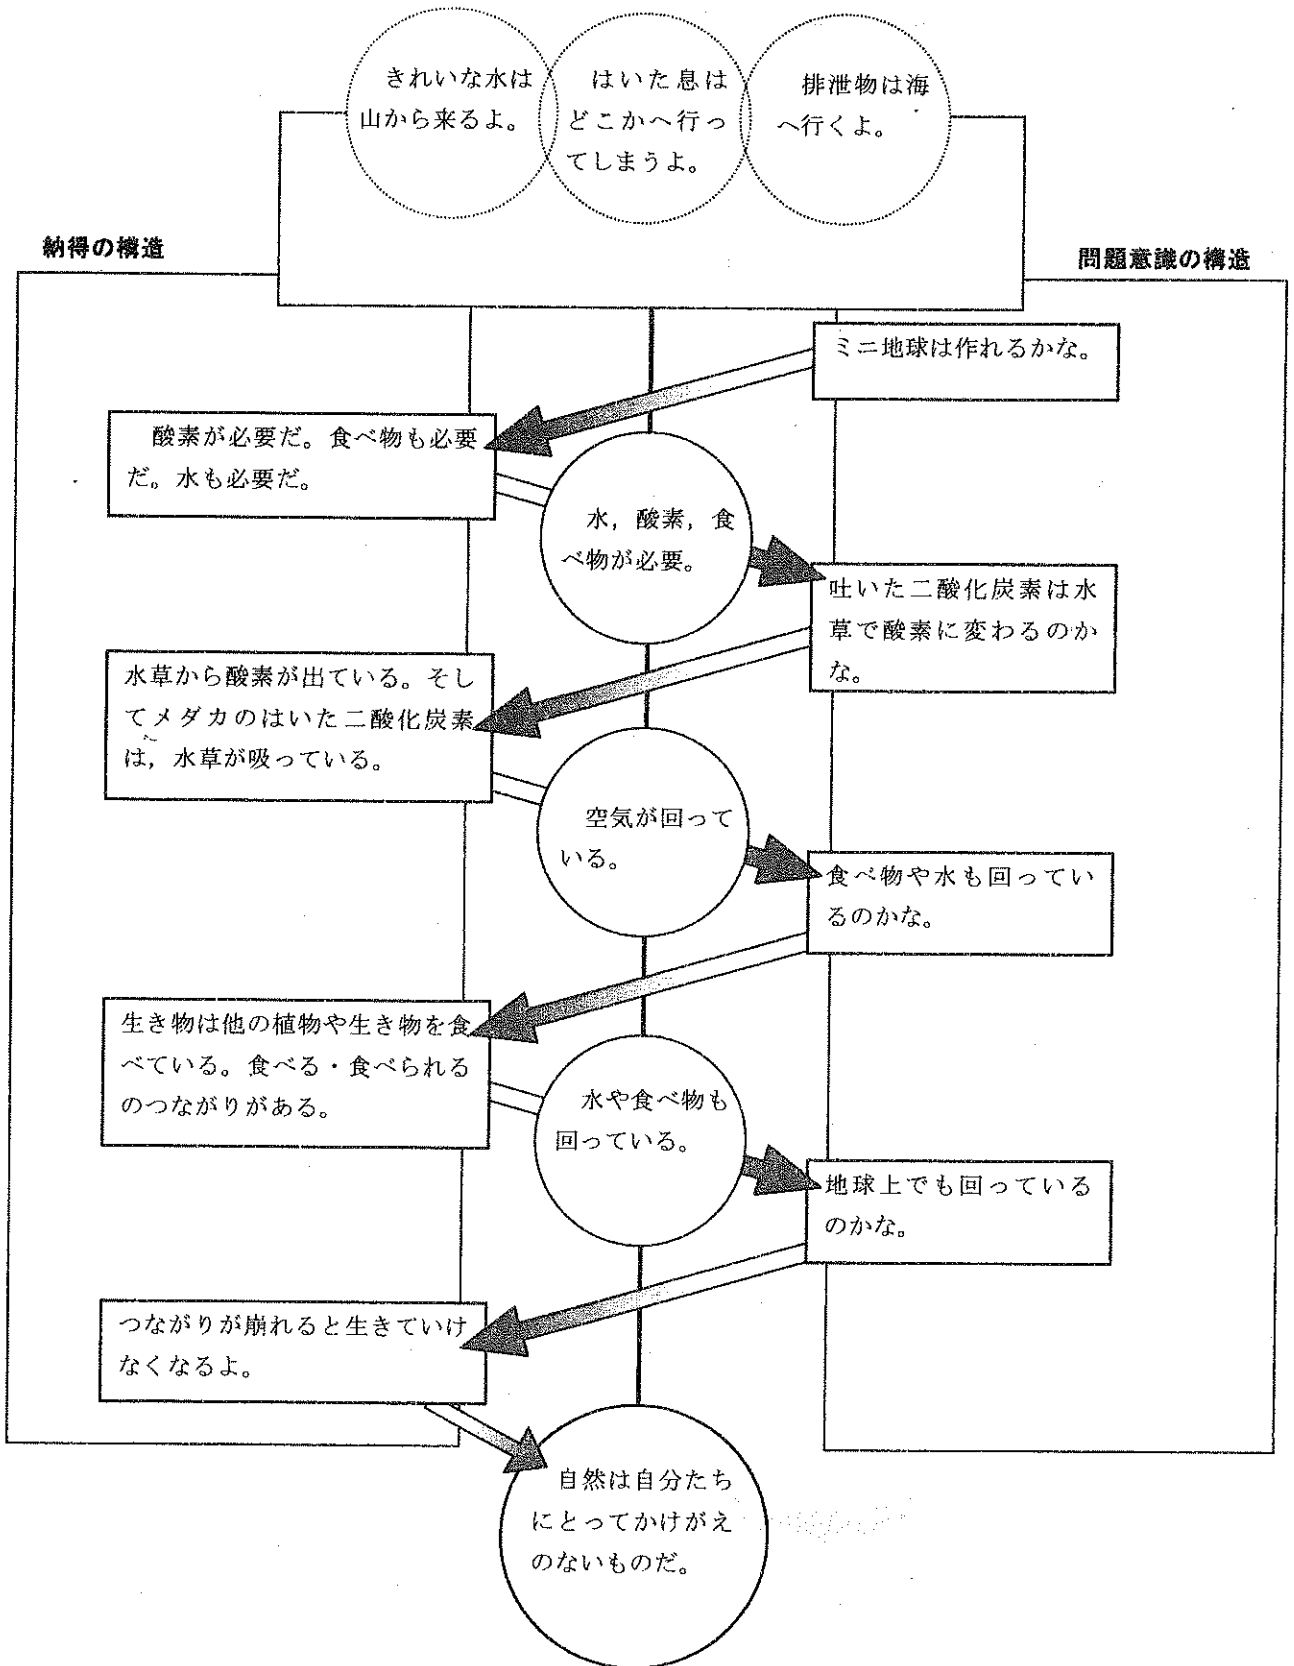 きれいな水は
山から来るよ。
はいた息は
どこかへ行っ
てしまうよ。
排泄物は海
へ行くよ。
納得の構造
問題意識の構造
ミニ地球は作れるかな。
酸素が必要だ。食べ物も必要
だ。水も必要だ。
水，酸素，食
べ物が必要。
吐いた二酸化炭素は水
草で酸素に変わるのか
な。
水草から酸素が出ている。そし
てメダカのはいた二酸化炭素
は，水草が吸っている。
空気が回って
いる。
食べ物や水も回ってい
るのかな。
生き物は他の植物や生き物を食
べている。食べる・食べられる
のつながりがある。
水や食べ物も
回っている。
地球上でも回っている
のかな。
つながりが崩れると生きていけ
なくなるよ。
自然は自分たち
にとってかけがえ
のないものだ。